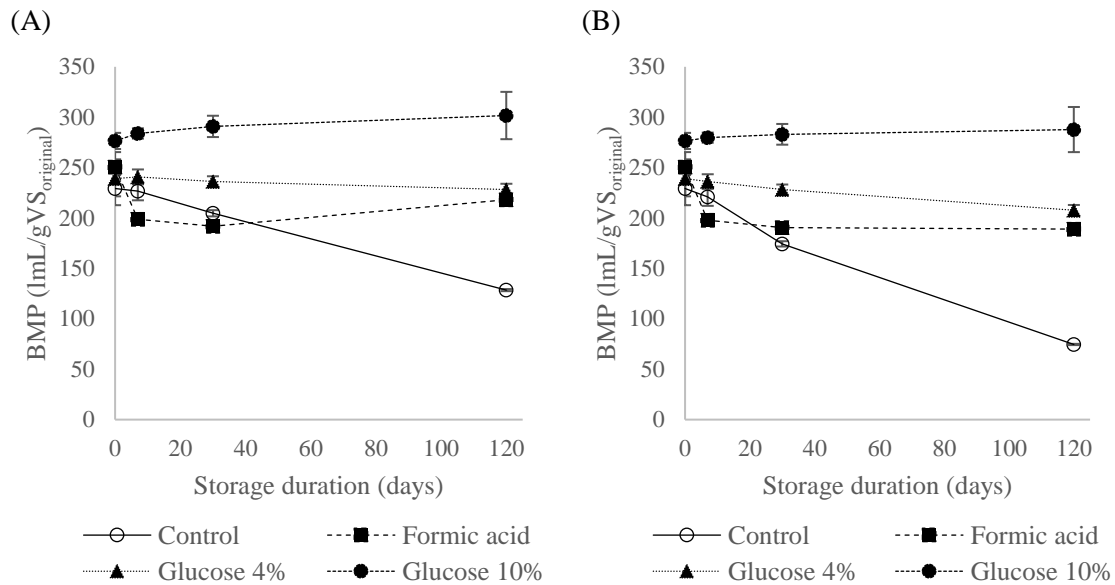 (A)
350
300
250
200
150
100
50
0
BMP (lmL/gVSoriginal)
0 20 40 60 80 100 120
Storage duration (days)
Control Formic acid
Glucose 4% Glucose 10%
(B)
350
300
250
200
150
100
50
0
BMP (lmL/gVSoriginal)
0 20 40 60 80 100 120
Storage duration (days)
Control Formic acid
Glucose 4% Glucose 10%